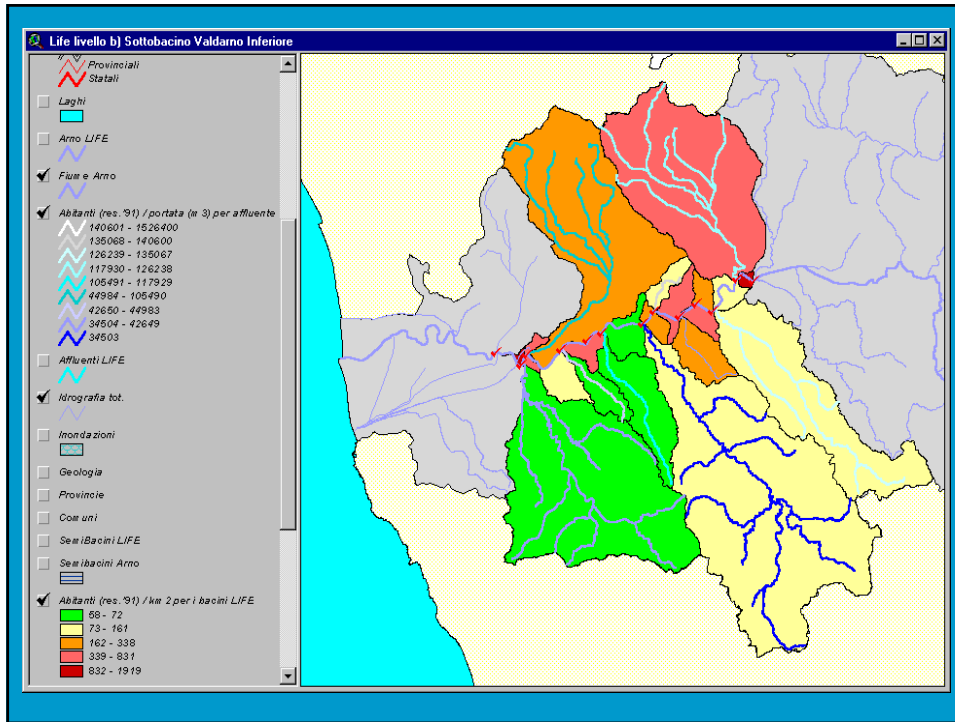 Life livello b) Sottobacino Valdarno Inferiore
Provinciali
Statali
Laghi
Arno LIFE
Fiume Arno
Abitanti (res.'91) / portata (m 3) per affluente
140601 - 1526400
135068 - 140600
126239 - 135067
117930 - 126238
105491 - 117929
44984 - 105490
42650 - 44983
34504 - 42649
34503
Affluenti LIFE
Idrografia tot.
Inondazioni
Geologia
Provincie
Comuni
SemiBacini LIFE
Semibacini Arno
Abitanti (res.'91) / km 2 per i bacini LIFE
58 - 72
73 - 161
162 - 338
339 - 831
832 - 1919